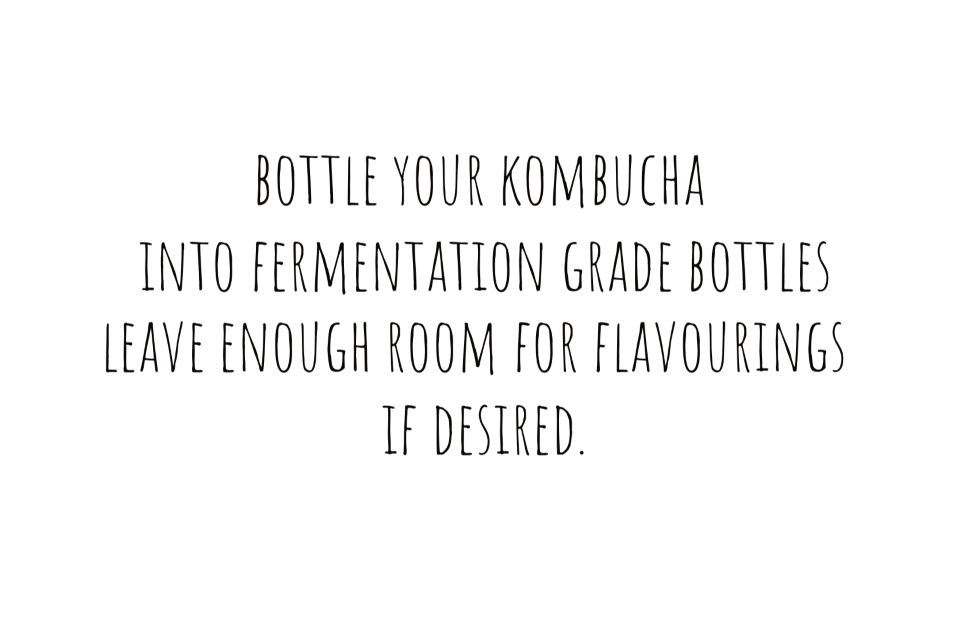 BOTTLE YOUR KOMBUCHA
INTO FERMENTATION GRADE BOTTLES
LEAVE ENOUGH ROOM FOR FLAVOURINGS
IF DESIRED.